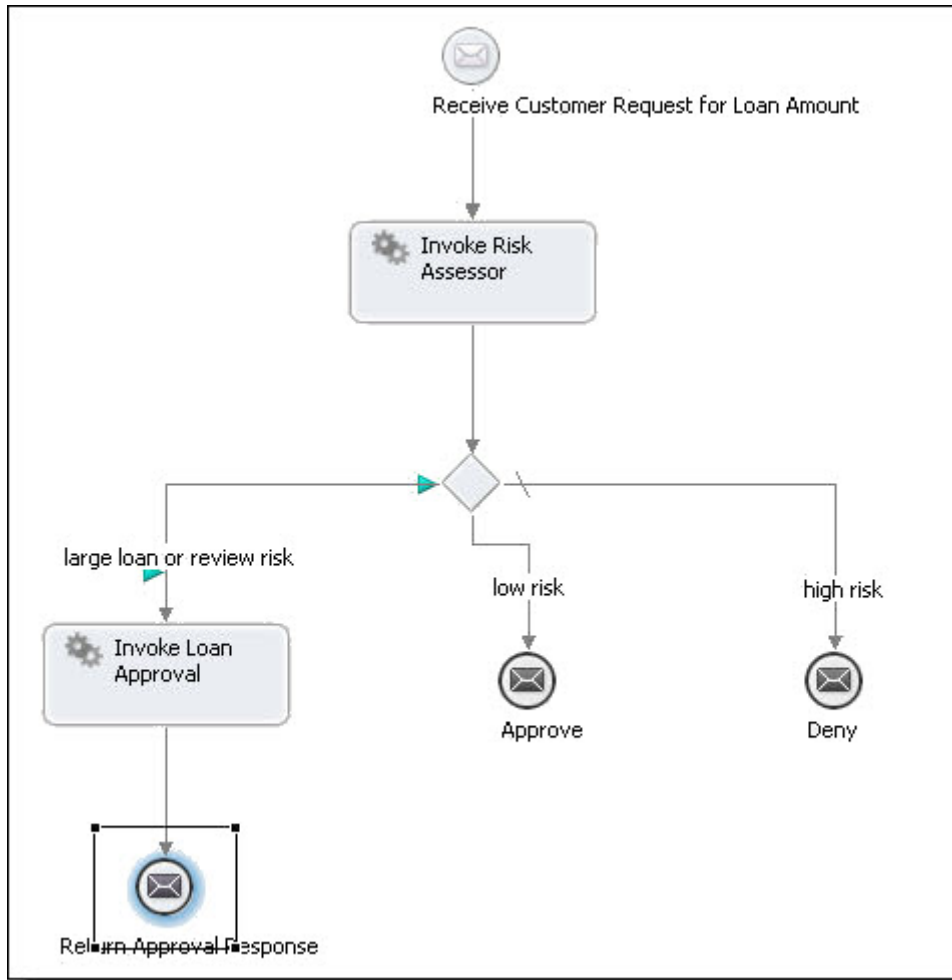 Receive Customer Request for Loan Amount
Invoke Risk
Assessor
large loan or review risk
low risk
high risk
Invoke Loan
Approval
Approve
Deny
Return Approval Response